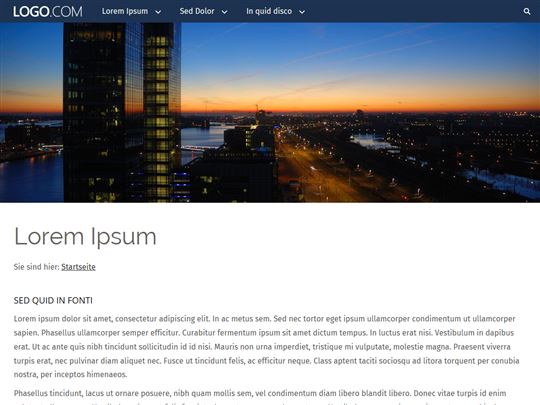 LOGO.COM Lorem Ipsum Sed Dolor In quid disco
Lorem Ipsum
Sie sind hier: Startseite
SED QUID IN FONTI
Lorem ipsum dolor sit amet, consectetur adipiscing elit. In ac metus sem. Sed nec tortor eget ipsum ullamcorper condimentum ut ullamcorper
sapien. Phasellus ullamcorper semper efficitur. Curabitur fermentum ipsum sit amet dictum tempus. In luctus erat nisi. Vestibulum in dapibus
erat. Ut ac ante quis nibh tincidunt sollicitudin id id nisi. Mauris non urna imperdiet, tristique mi vulputate, molestie magna. Praesent viverra
turpis erat, nec pulvinar diam aliquet nec. Fusce ut tincidunt felis, ac efficitur neque. Class aptent taciti sociosqu ad litora torquent per conubia
nostra, per inceptos himenaeos.
Phasellus tincidunt, lacus ut ornare posuere, nibh quam mollis sem, vel condimentum diam libero blandit libero. Donec vitae turpis id enim